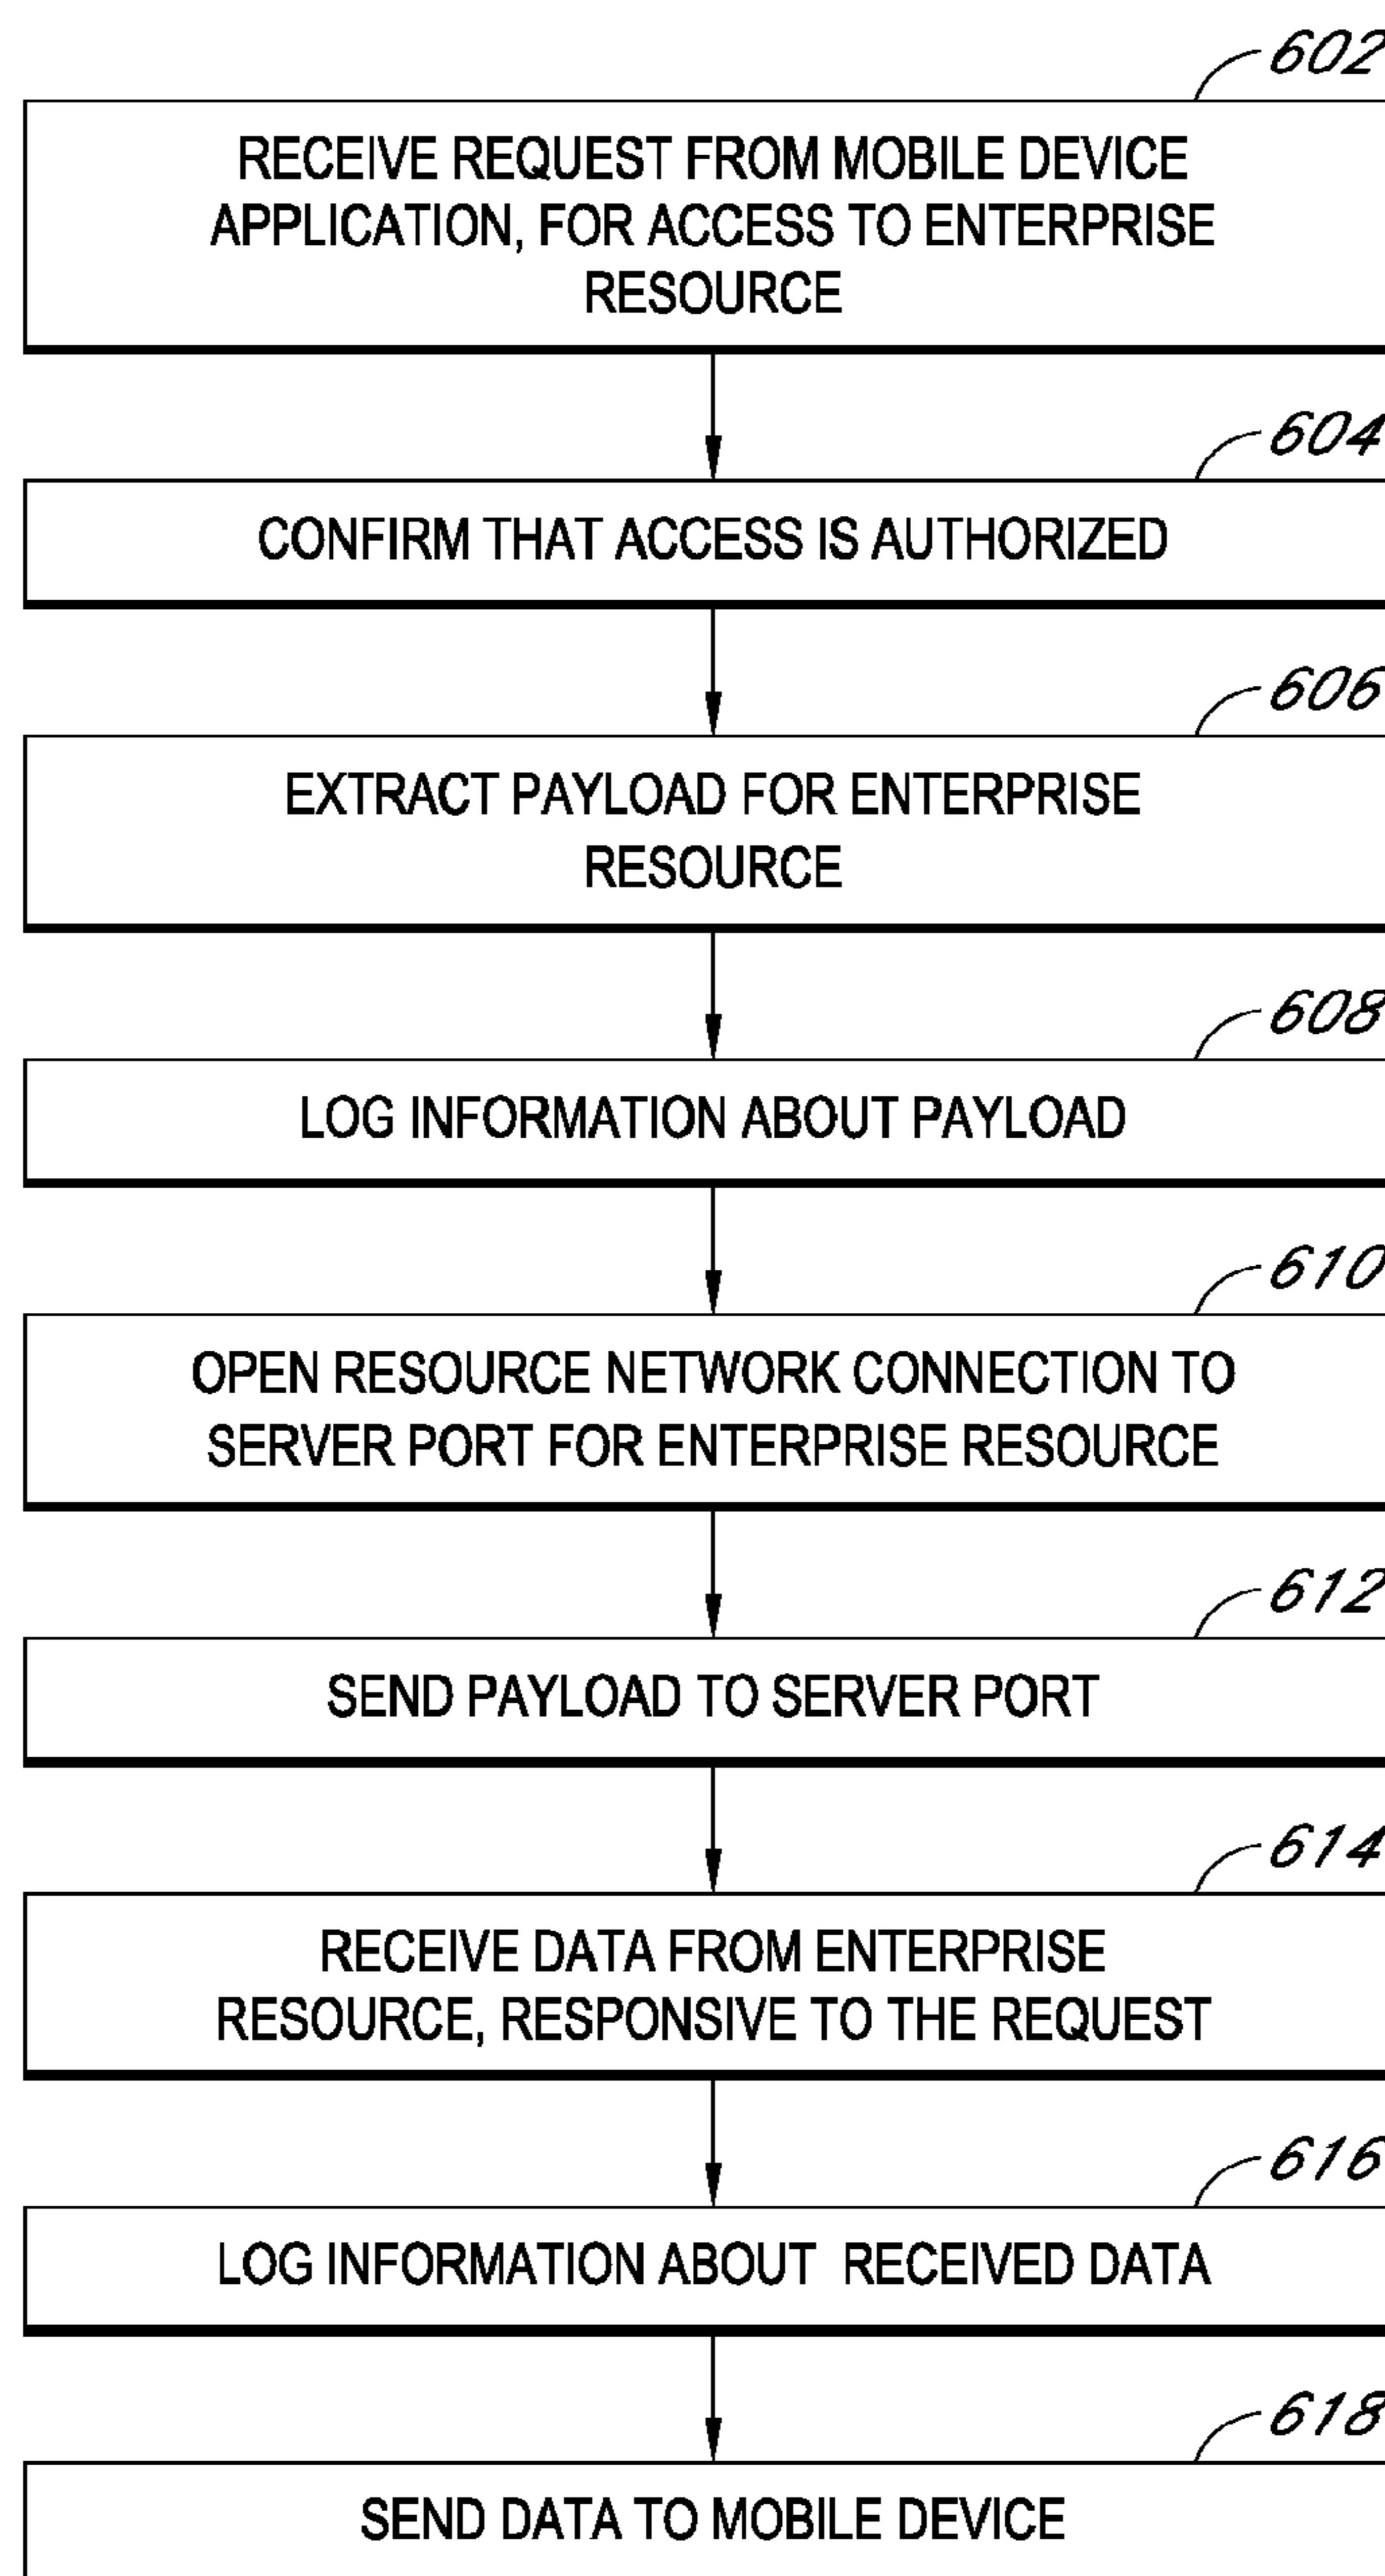 602
RECEIVE REQUEST FROM MOBILE DEVICE
APPLICATION, FOR ACCESS TO ENTERPRISE
RESOURCE
604
CONFIRM THAT ACCESS IS AUTHORIZED
606
EXTRACT PAYLOAD FOR ENTERPRISE
RESOURCE
608
LOG INFORMATION ABOUT PAYLOAD
610
OPEN RESOURCE NETWORK CONNECTION TO
SERVER PORT FOR ENTERPRISE RESOURCE
612
SEND PAYLOAD TO SERVER PORT
614
RECEIVE DATA FROM ENTERPRISE
RESOURCE, RESPONSIVE TO THE REQUEST
616
LOG INFORMATION ABOUT RECEIVED DATA
618
SEND DATA TO MOBILE DEVICE